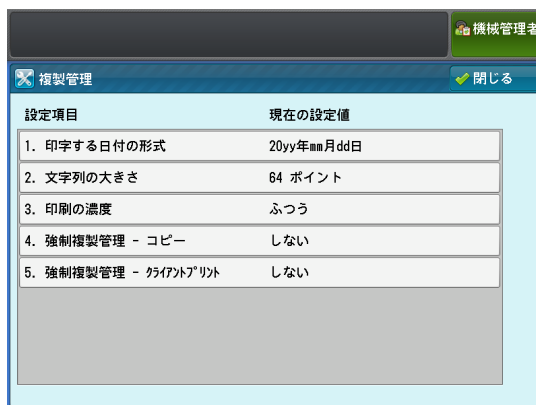 機械管理者
複製管理
閉じる
設定項目 現在の設定値
1. 印字する日付の形式 20yy年mm月dd日
2. 文字列の大きさ 64 ポイント
3. 印刷の濃度 ふつう
4. 強制複製管理 - コピー しない
5. 強制複製管理 - クライアントプリント しない